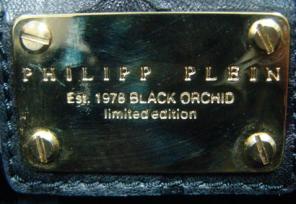 PHILIPP PLEIN
Est. 1978 BLACK ORCHID
limited edition